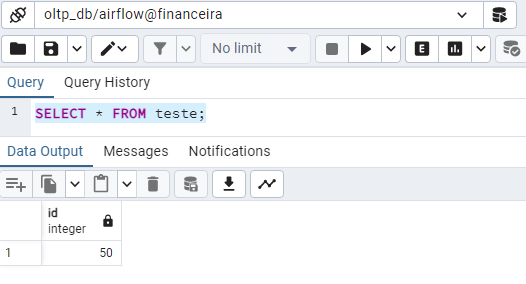 oltp_db/airflow@financeira
No limit
E
Query Query History
1 SELECT * FROM teste;
Data Output Messages Notifications
id
integer
1 50